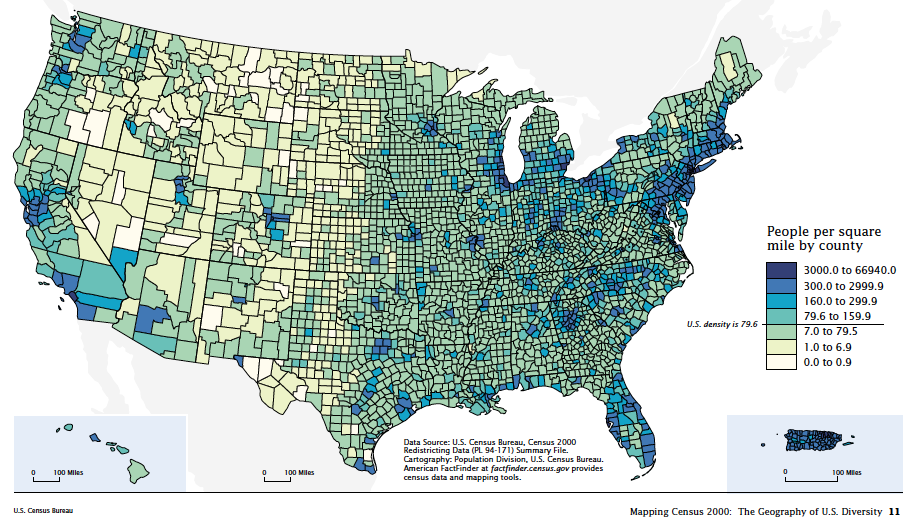 People per square
mile by county
3000.0 to 66940.0
300.0 to 2999.9
160.0 to 299.9
79.6 to 159.9
U.S. density is 79.6
7.0 to 79.5
1.0 to 6.9
0.0 to 0.9
0 100 Miles
0 100 Miles
0 100 Miles
Data Source: U.S. Census Bureau, Census 2000
Redistricting Data (PL 94-171) Summary File.
Cartography: Population Division, U.S. Census Bureau.
American FactFinder at factfinder.census.gov provides
census data and mapping tools.
U.S. Census Bureau
Mapping Census 2000: The Geography of U.S. Diversity 11